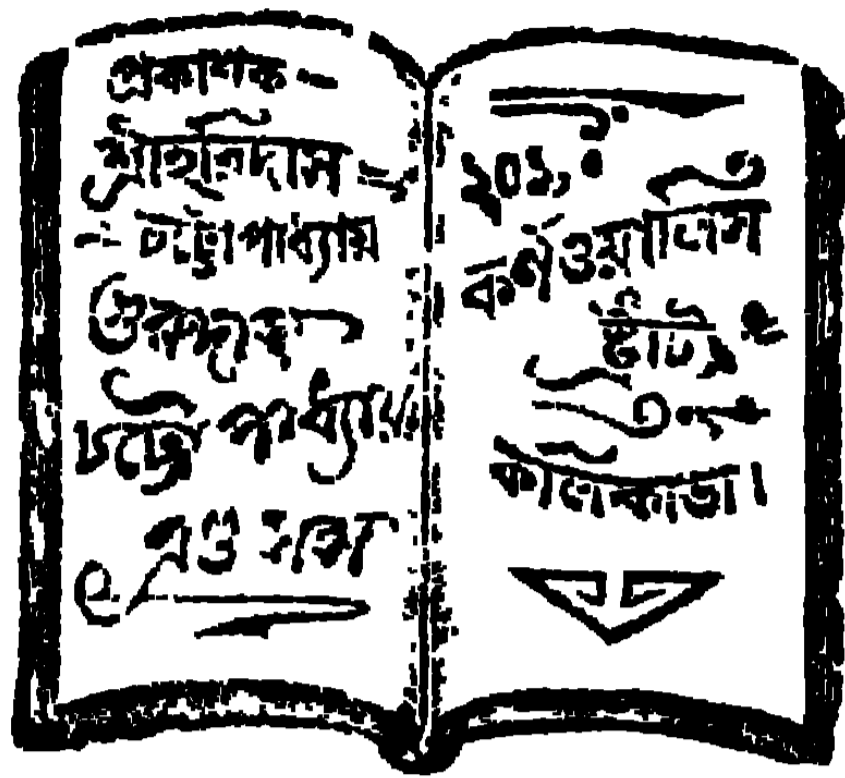 প্রকাশক—
শ্রীহরিদাস
চট্টোপাধ্যায়
গুরুদাস
চট্টোপাধ্যায়
এণ্ড সন্স
২০১,
কর্ণওয়ালিস
ষ্ট্রীট,
কলিকাতা।